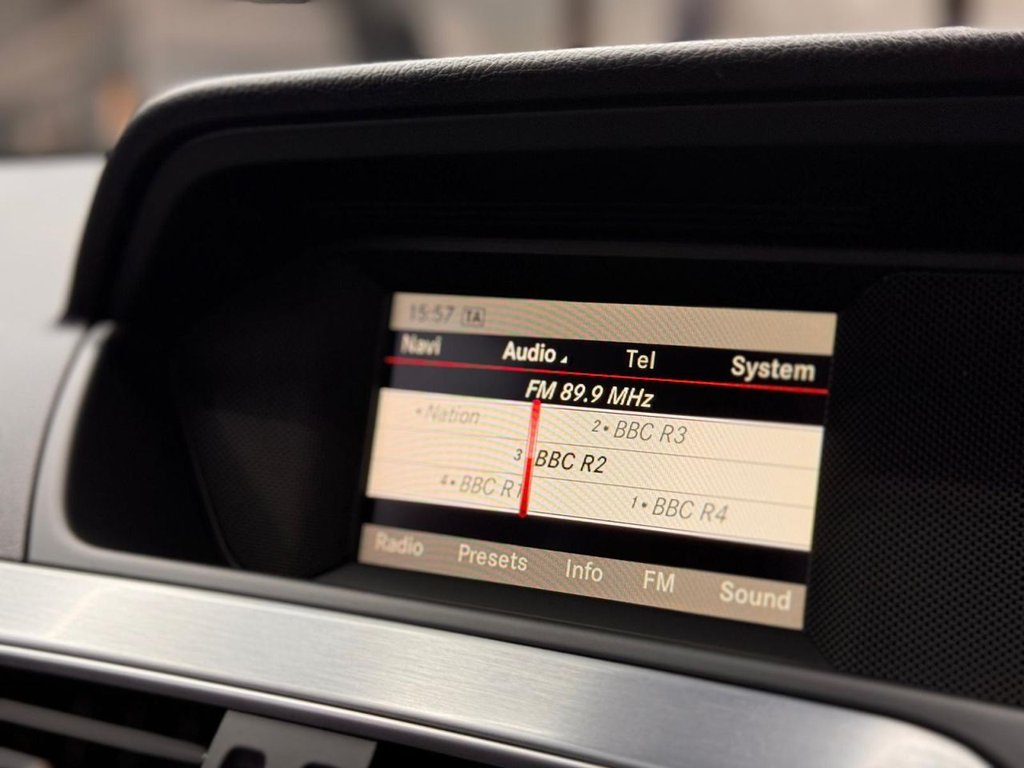 15:57 TA
Navi Audio Tel System
FM 89.9 MHz
Nation 2 • BBC R3
3 BBC R2
4 • BBC R1 1 • BBC R4
Radio Presets Info FM Sound